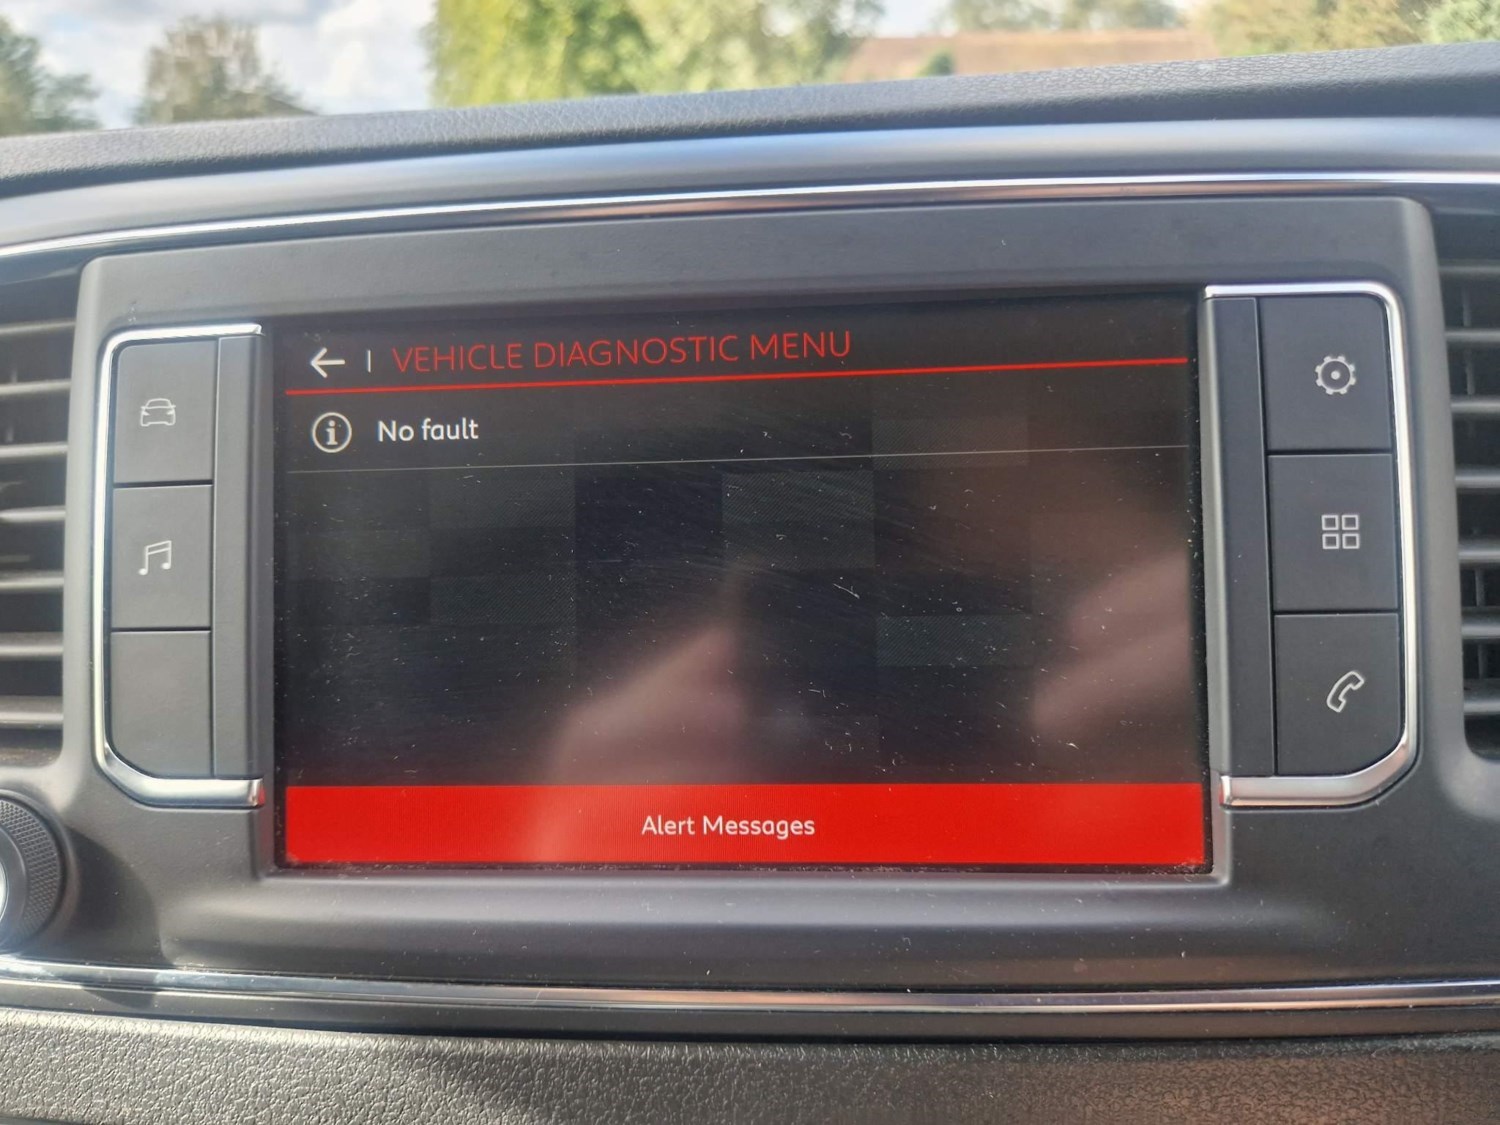 VEHICLE DIAGNOSTIC MENU
No fault
Alert Messages